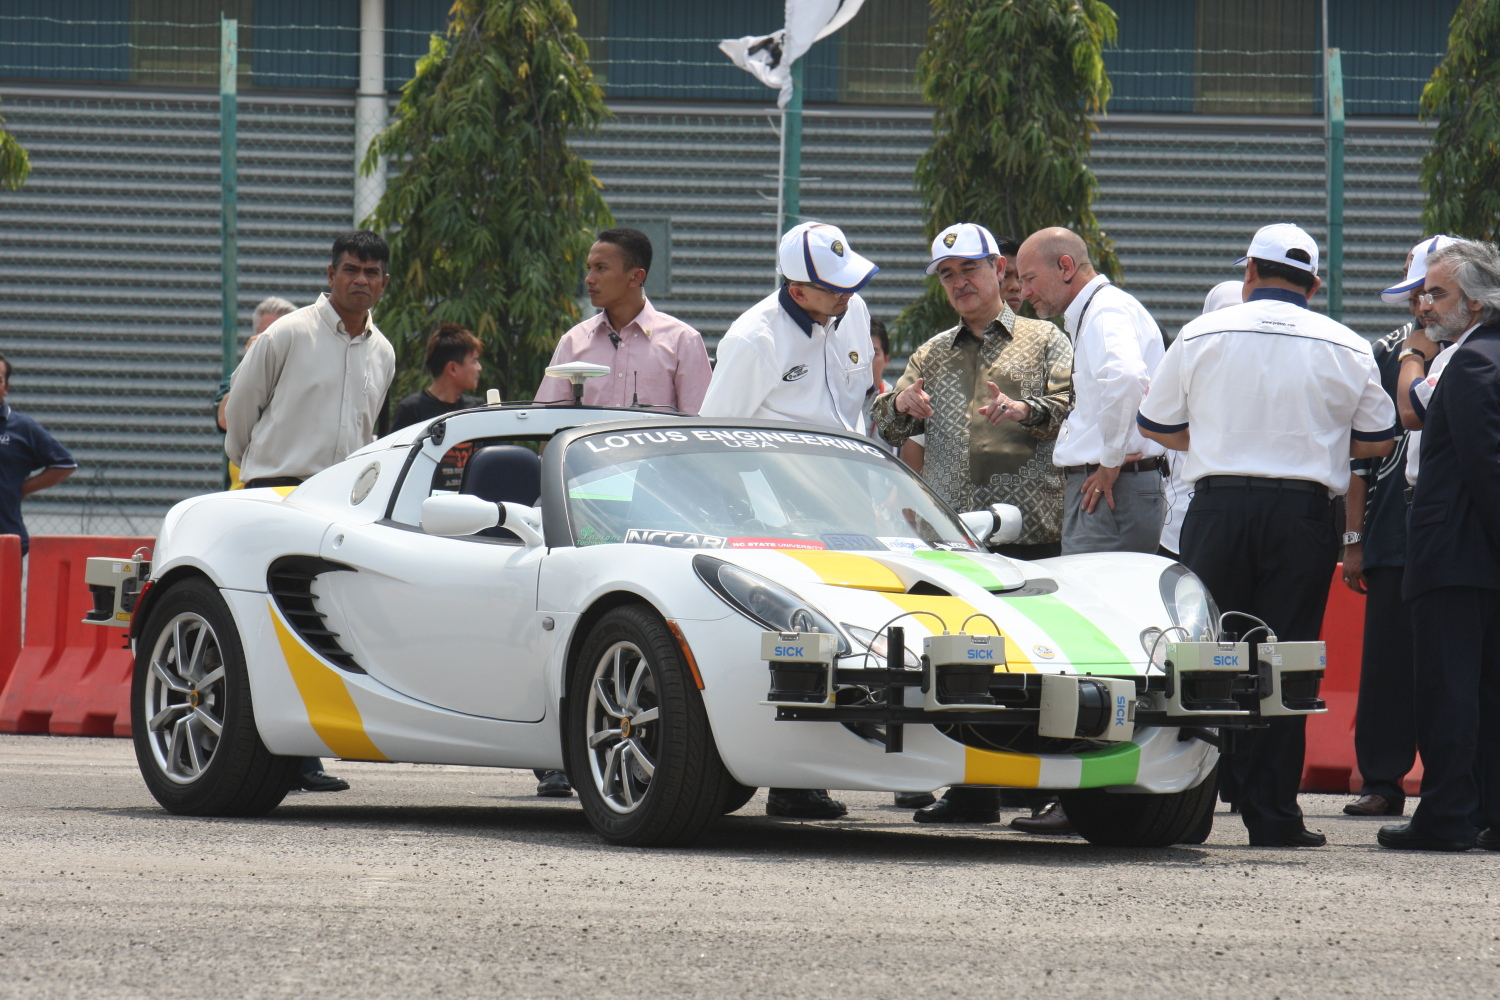 LOTUS ENGINEERING
USA
NCCAR
NC STATE UNIVERSITY
SICK
SICK
SICK
SICK